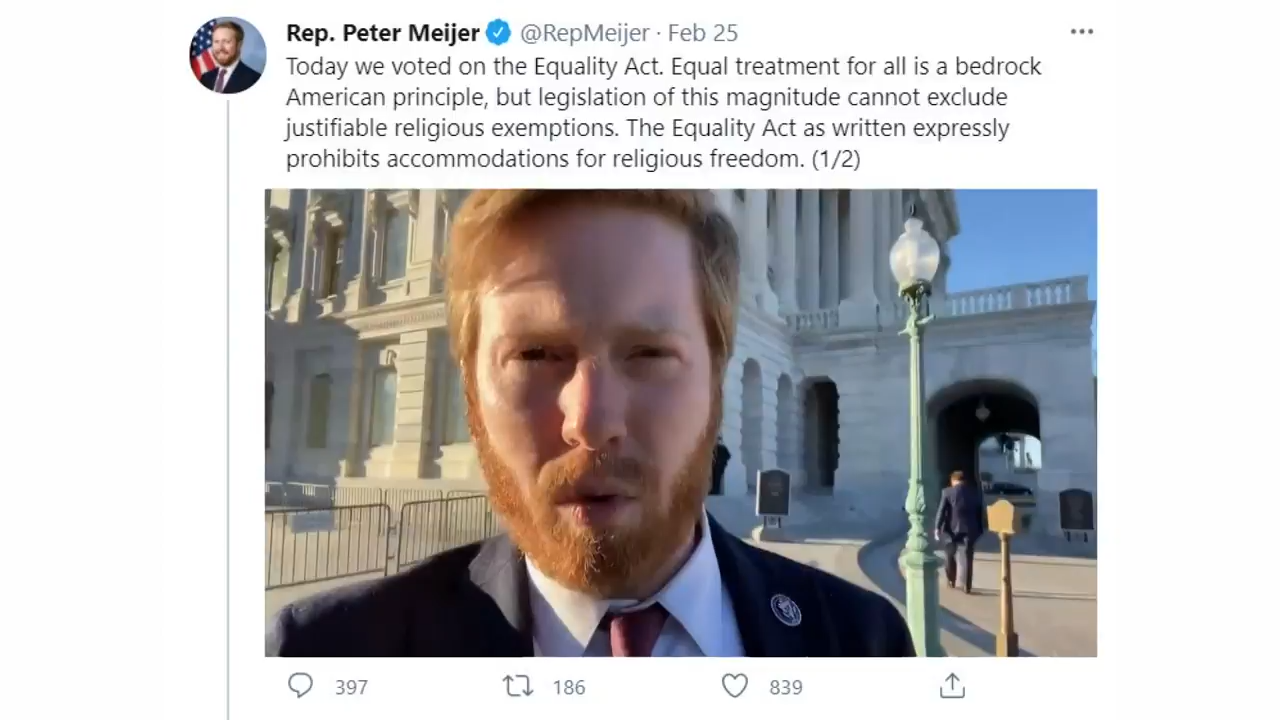 Rep. Peter Meijer @RepMeijer · Feb 25
Today we voted on the Equality Act. Equal treatment for all is a bedrock
American principle, but legislation of this magnitude cannot exclude
justifiable religious exemptions. The Equality Act as written expressly
prohibits accommodations for religious freedom. (1/2)
397 186 839